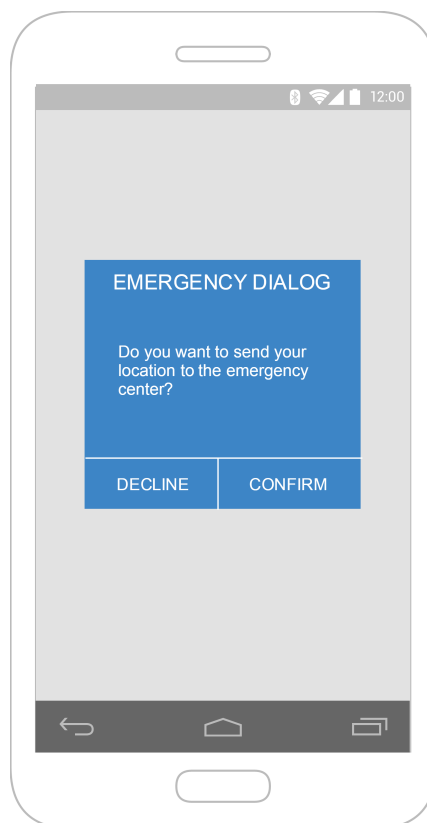 12:00
EMERGENCY DIALOG
Do you want to send your
location to the emergency
center?
DECLINE
CONFIRM